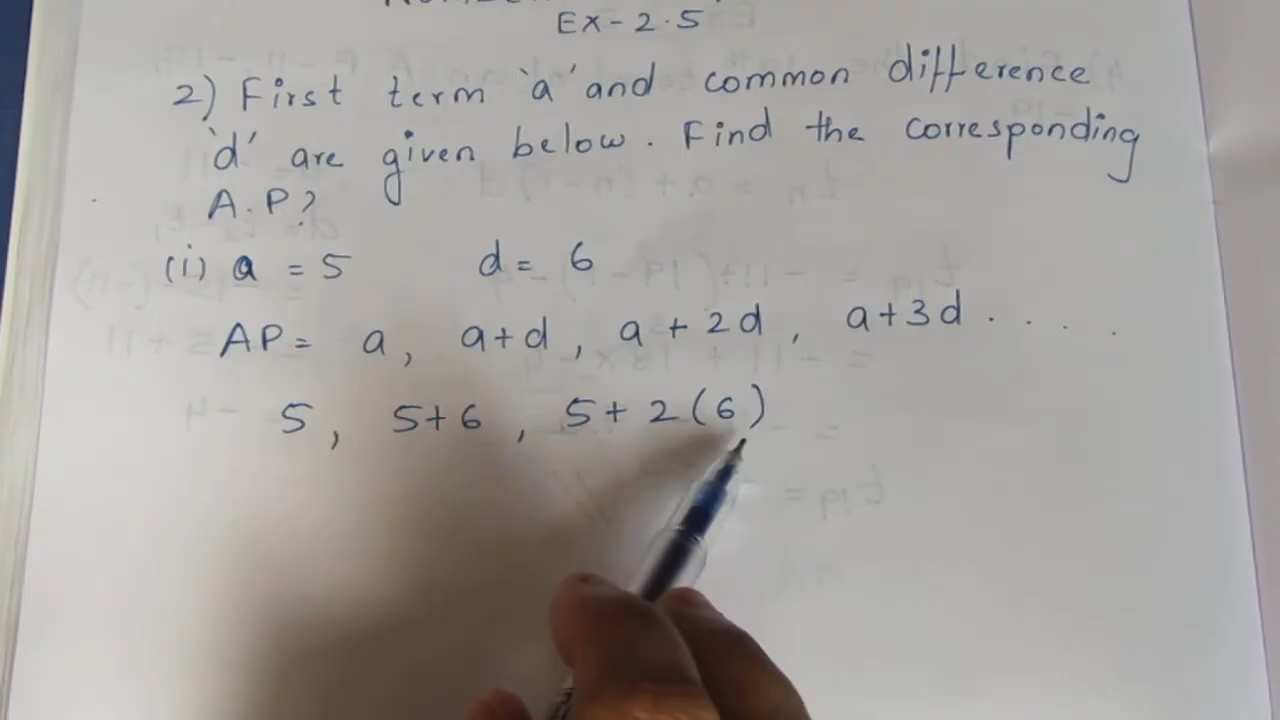 Ex - 2.5
2) First term 'a' and common difference
'd' are given below. Find the corresponding
A.P?
(i) a = 5 d = 6
AP = a, a+d, a + 2d, a+3d . . . .
5, 5+6, 5+ 2(6)